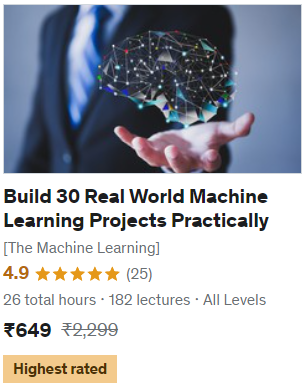 Build 30 Real World Machine
Learning Projects Practically
[The Machine Learning]
4.9 ★★★★★ (25)
26 total hours · 182 lectures · All Levels
₹649 ₹2,299
Highest rated